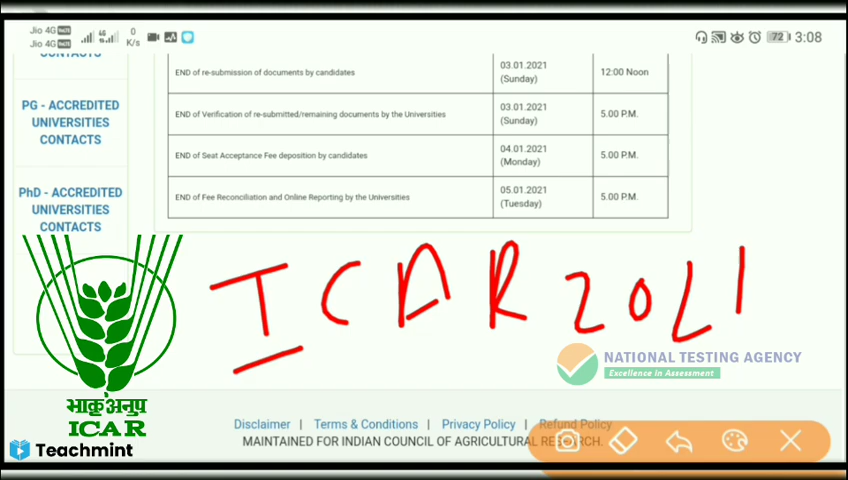 Jio 4G VoLTE
Jio 4G VoLTE
4G
0
K/s
72
3:08
CONTACTS
PG - ACCREDITED
UNIVERSITIES
CONTACTS
PhD - ACCREDITED
UNIVERSITIES
CONTACTS
END of re-submission of documents by candidates 03.01.2021 (Sunday) 12:00 Noon
END of Verification of re-submitted/remaining documents by the Universities 03.01.2021 (Sunday) 5.00 P.M.
END of Seat Acceptance Fee deposition by candidates 04.01.2021 (Monday) 5.00 P.M.
END of Fee Reconciliation and Online Reporting by the Universities 05.01.2021 (Tuesday) 5.00 P.M.
ICAR 2021
NATIONAL TESTING AGENCY
Excellence in Assessment
भाकृअनुप
ICAR
Teachmint
Disclaimer | Terms & Conditions | Privacy Policy | Refund Policy
MAINTAINED FOR INDIAN COUNCIL OF AGRICULTURAL RESEARCH.